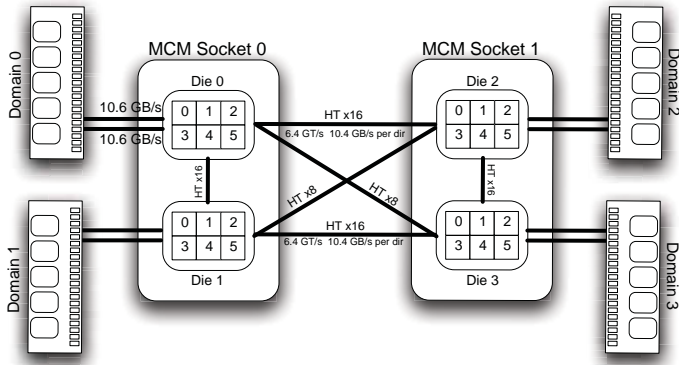 MCM Socket 0
MCM Socket 1
Domain 0
Domain 2
Die 0
Die 2
10.6 GB/s
10.6 GB/s
0 1 2
3 4 5
0 1 2
3 4 5
HT x16
6.4 GT/s 10.4 GB/s per dir
HT x16
HT x8
HT x8
HT x16
Domain 1
Domain 3
0 1 2
3 4 5
0 1 2
3 4 5
HT x16
6.4 GT/s 10.4 GB/s per dir
Die 1
Die 3